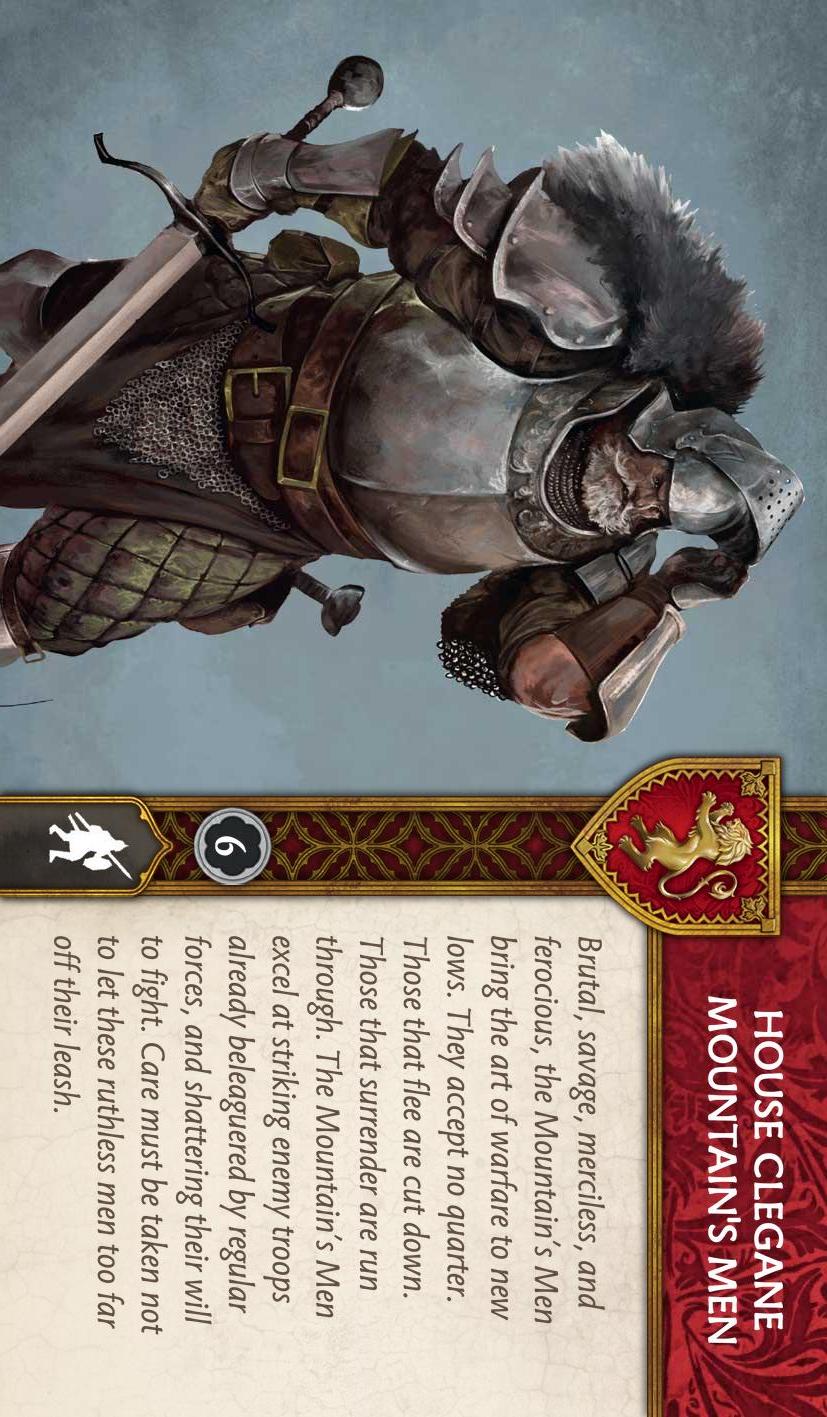 HOUSE CLEGANE
MOUNTAIN'S MEN
Brutal, savage, merciless, and
ferocious, the Mountain's Men
bring the art of warfare to new
lows. They accept no quarter.
Those that flee are cut down.
Those that surrender are run
through. The Mountain's Men
excel at striking enemy troops
already beleaguered by regular
forces, and shattering their will
to fight. Care must be taken not
to let these ruthless men too far
off their leash.
6